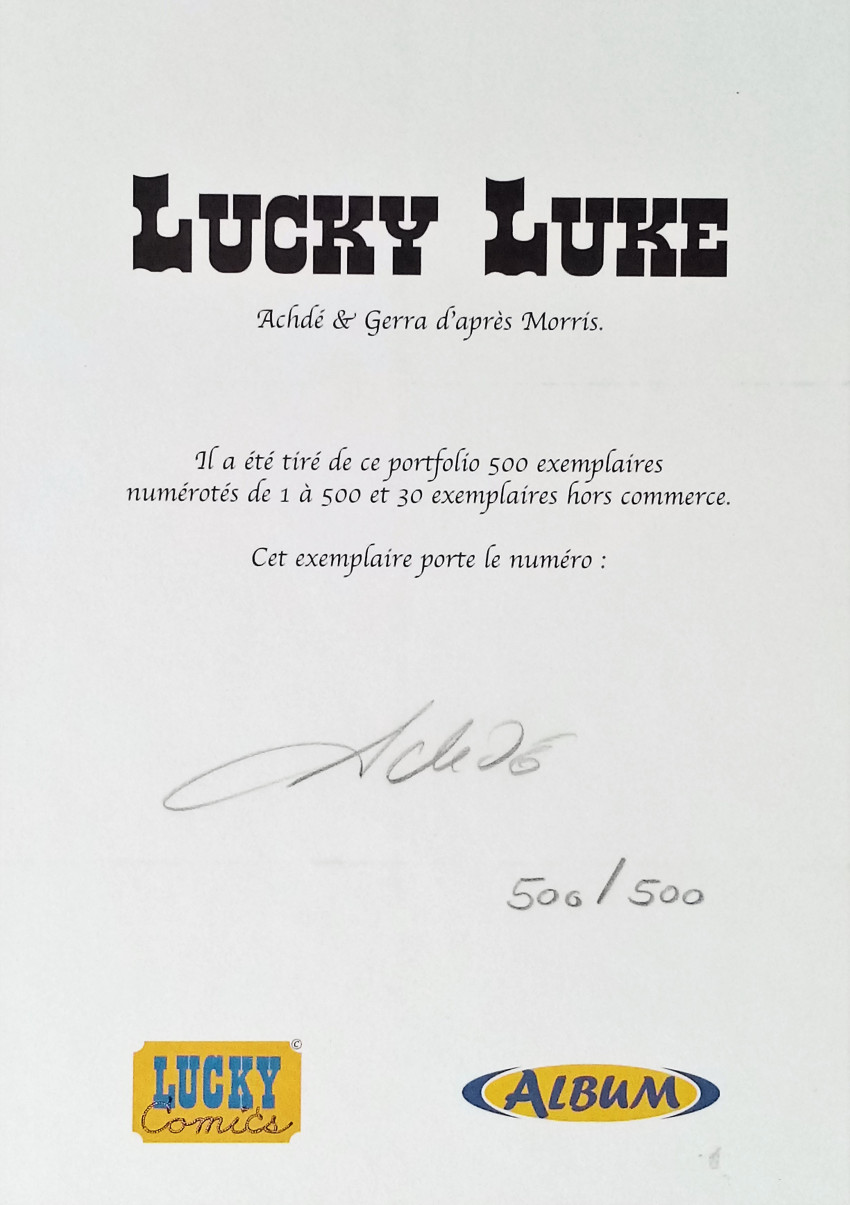 LUCKY LUKE
Achdé & Gerra d'après Morris.
Il a été tiré de ce portfolio 500 exemplaires
numérotés de 1 à 500 et 30 exemplaires hors commerce.
Cet exemplaire porte le numéro :
Achdé
500/500
LUCKY ©
Comics
ALBUM